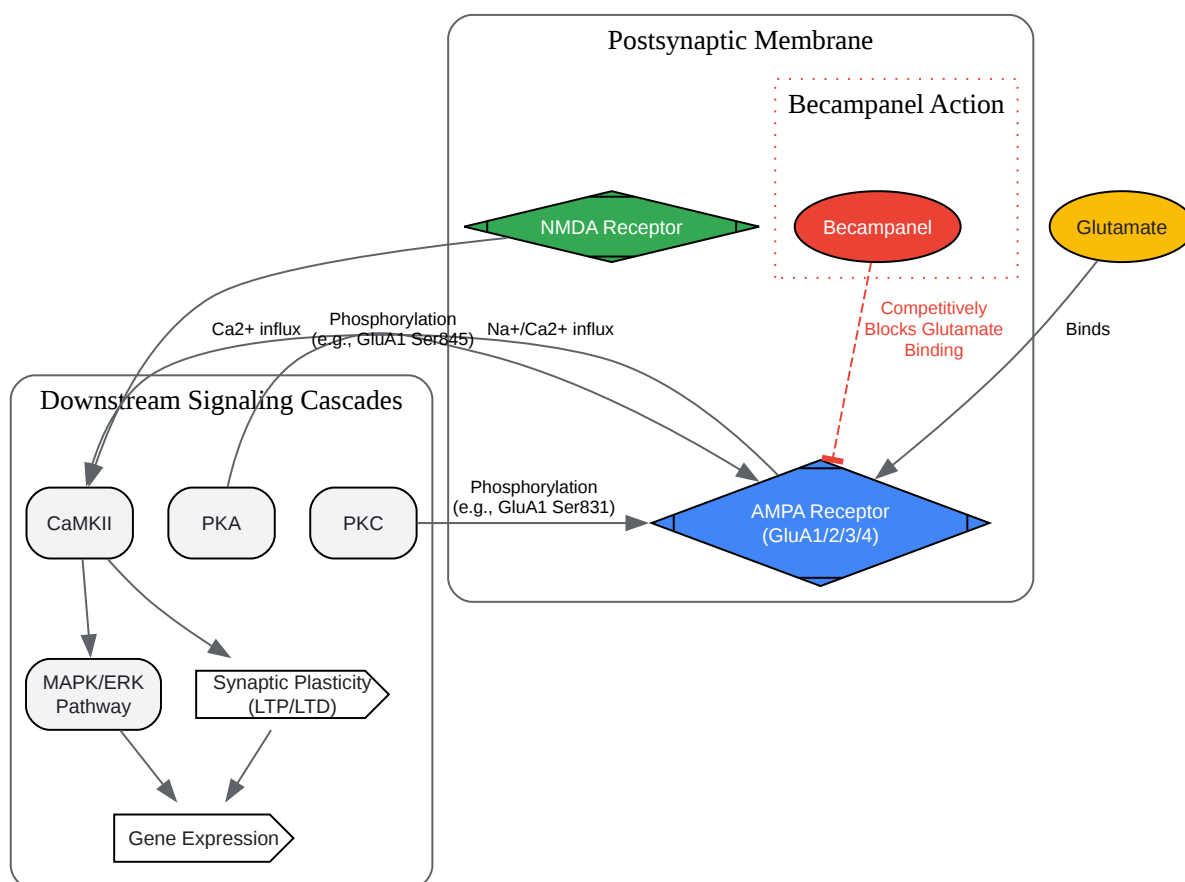 Postsynaptic Membrane
Becampanel Action
NMDA Receptor
Becampanel
Glutamate
Ca2+ influx
Phosphorylation
(e.g., GluA1 Ser845)
Na+/Ca2+ influx
Competitively
Blocks Glutamate
Binding
Binds
Downstream Signaling Cascades
CaMKII
PKA
PKC
Phosphorylation
(e.g., GluA1 Ser831)
AMPA Receptor
(GluA1/2/3/4)
MAPK/ERK
Pathway
Synaptic Plasticity
(LTP/LTD)
Gene Expression